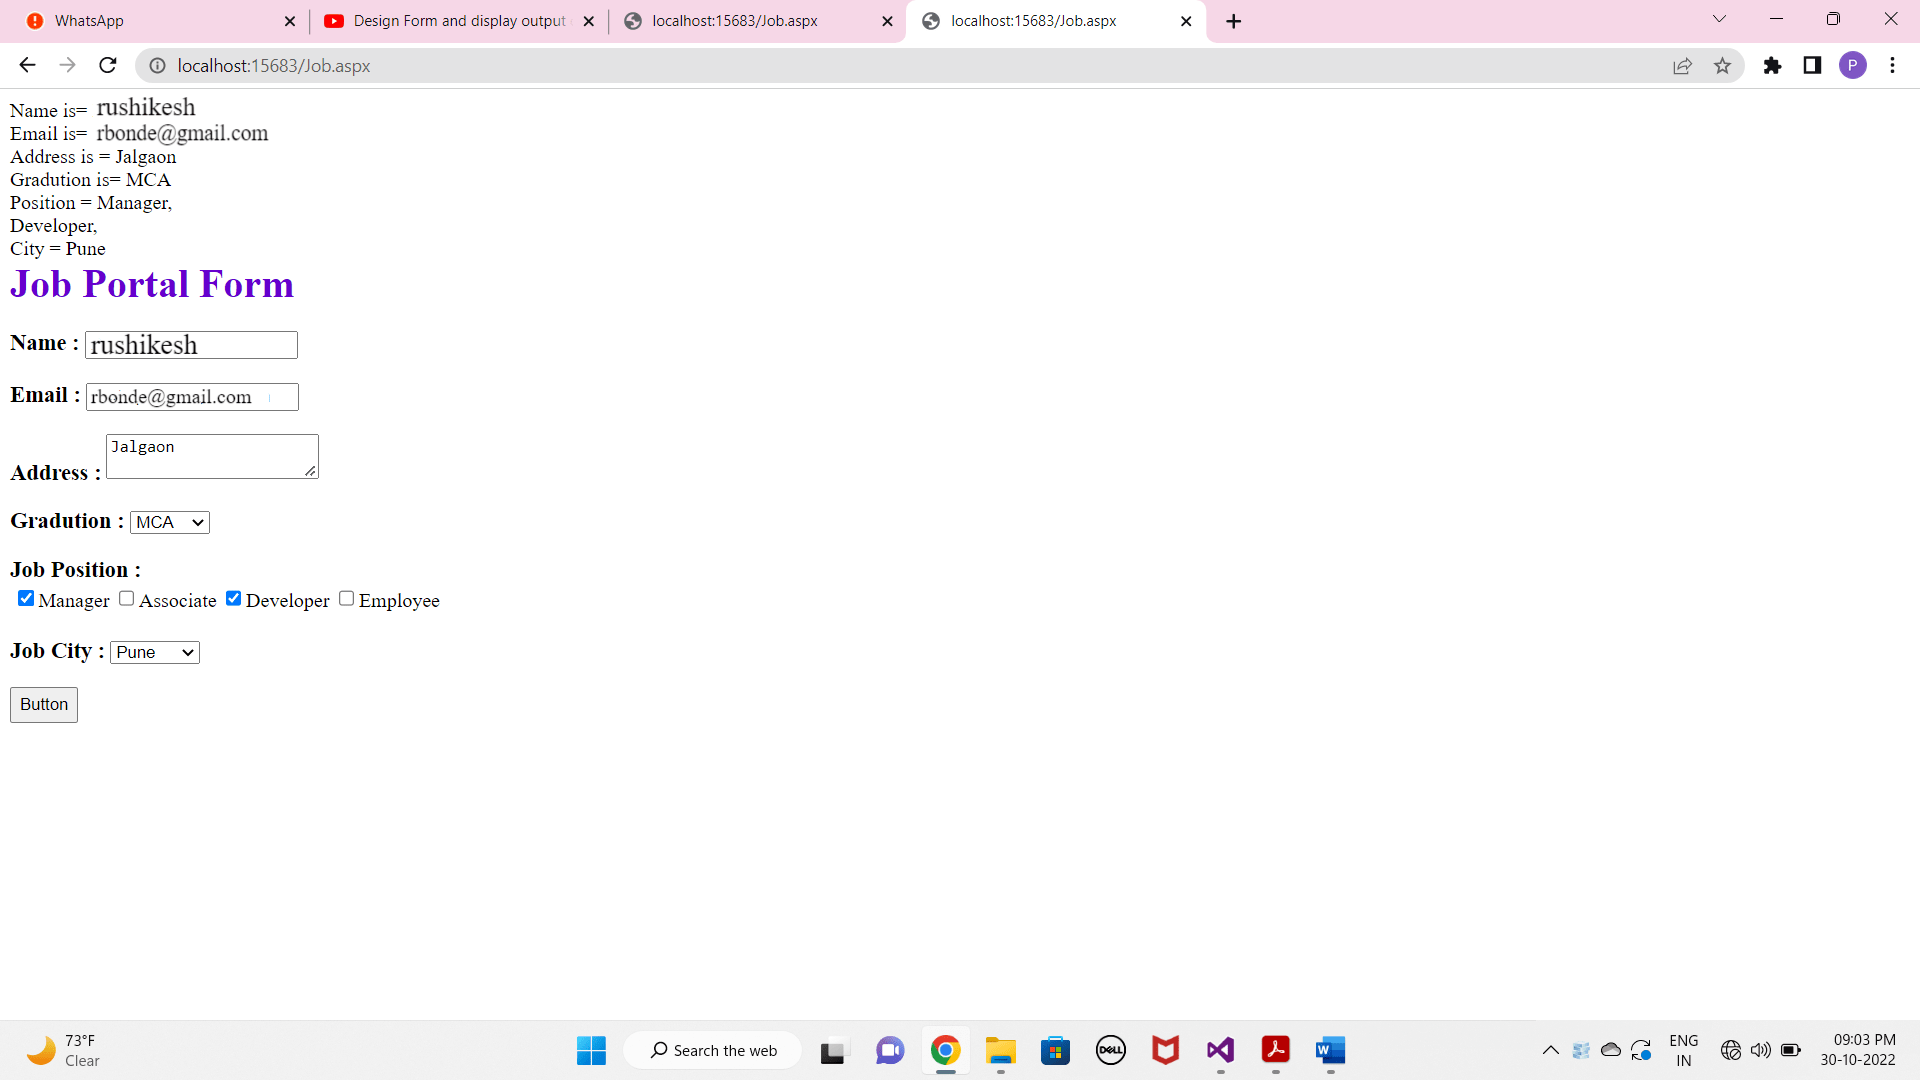 WhatsApp
Design Form and display output
localhost:15683/Job.aspx
localhost:15683/Job.aspx
localhost:15683/Job.aspx
P
Name is= rushikesh
Email is= rbonde@gmail.com
Address is = Jalgaon
Gradution is= MCA
Position = Manager,
Developer,
City = Pune
Job Portal Form
Name : rushikesh
Email : rbonde@gmail.com
Address : Jalgaon
Gradution : MCA
Job Position :
Manager Associate Developer Employee
Job City : Pune
Button
73°F
Clear
Search the web
DELL
W
ENG
IN
09:03 PM
30-10-2022